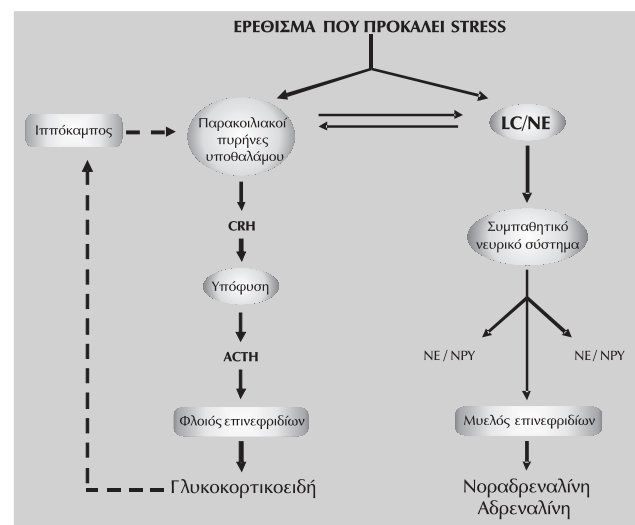 ΕΡΕΘΙΣΜΑ ΠΟΥ ΠΡΟΚΑΛΕΙ STRESS
Ιππόκαμπος
Παρακοιλιακοί
πυρήνες
υποθαλάμου
LC/NE
CRH
Συμπαθητικό
νευρικό σύστημα
Υπόφυση
ACTH
NE / NPY
NE / NPY
Φλοιός επινεφριδίων
Μυελός επινεφριδίων
Γλυκοκορτικοειδή
Νοραδρεναλίνη
Αδρεναλίνη